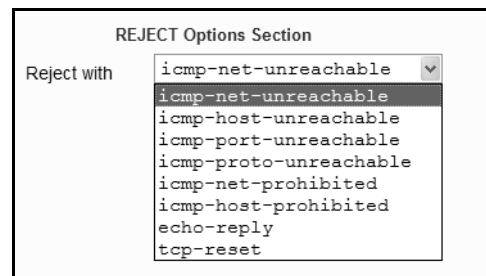 REJECT Options Section
Reject with icmp-net-unreachable
icmp-net-unreachable
icmp-host-unreachable
icmp-port-unreachable
icmp-proto-unreachable
icmp-net-prohibited
icmp-host-prohibited
echo-reply
tcp-reset